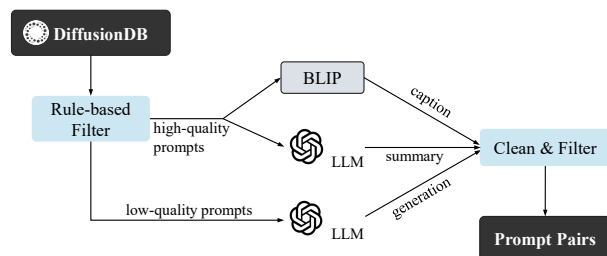 DiffusionDB
BLIP
caption
Rule-based
Filter
high-quality
prompts
LLM
summary
Clean & Filter
generation
low-quality prompts
LLM
Prompt Pairs